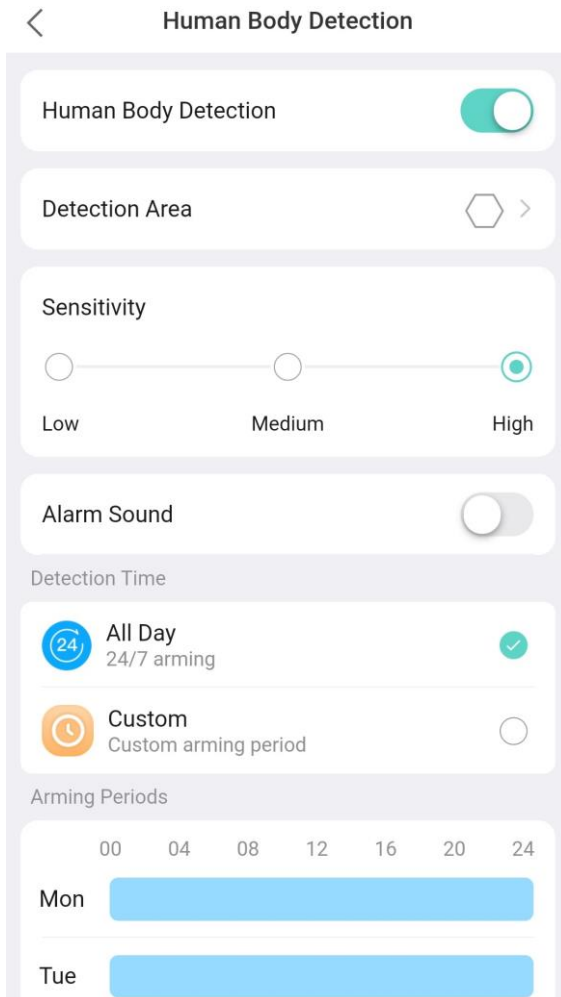 Human Body Detection
Human Body Detection
Detection Area
Sensitivity
Low Medium High
Alarm Sound
Detection Time
24
All Day
24/7 arming
Custom
Custom arming period
Arming Periods
00 04 08 12 16 20 24
Mon
Tue